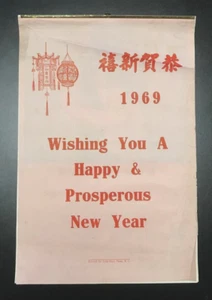 禧新賀恭
1969
Wishing You A
Happy &
Prosperous
New Year